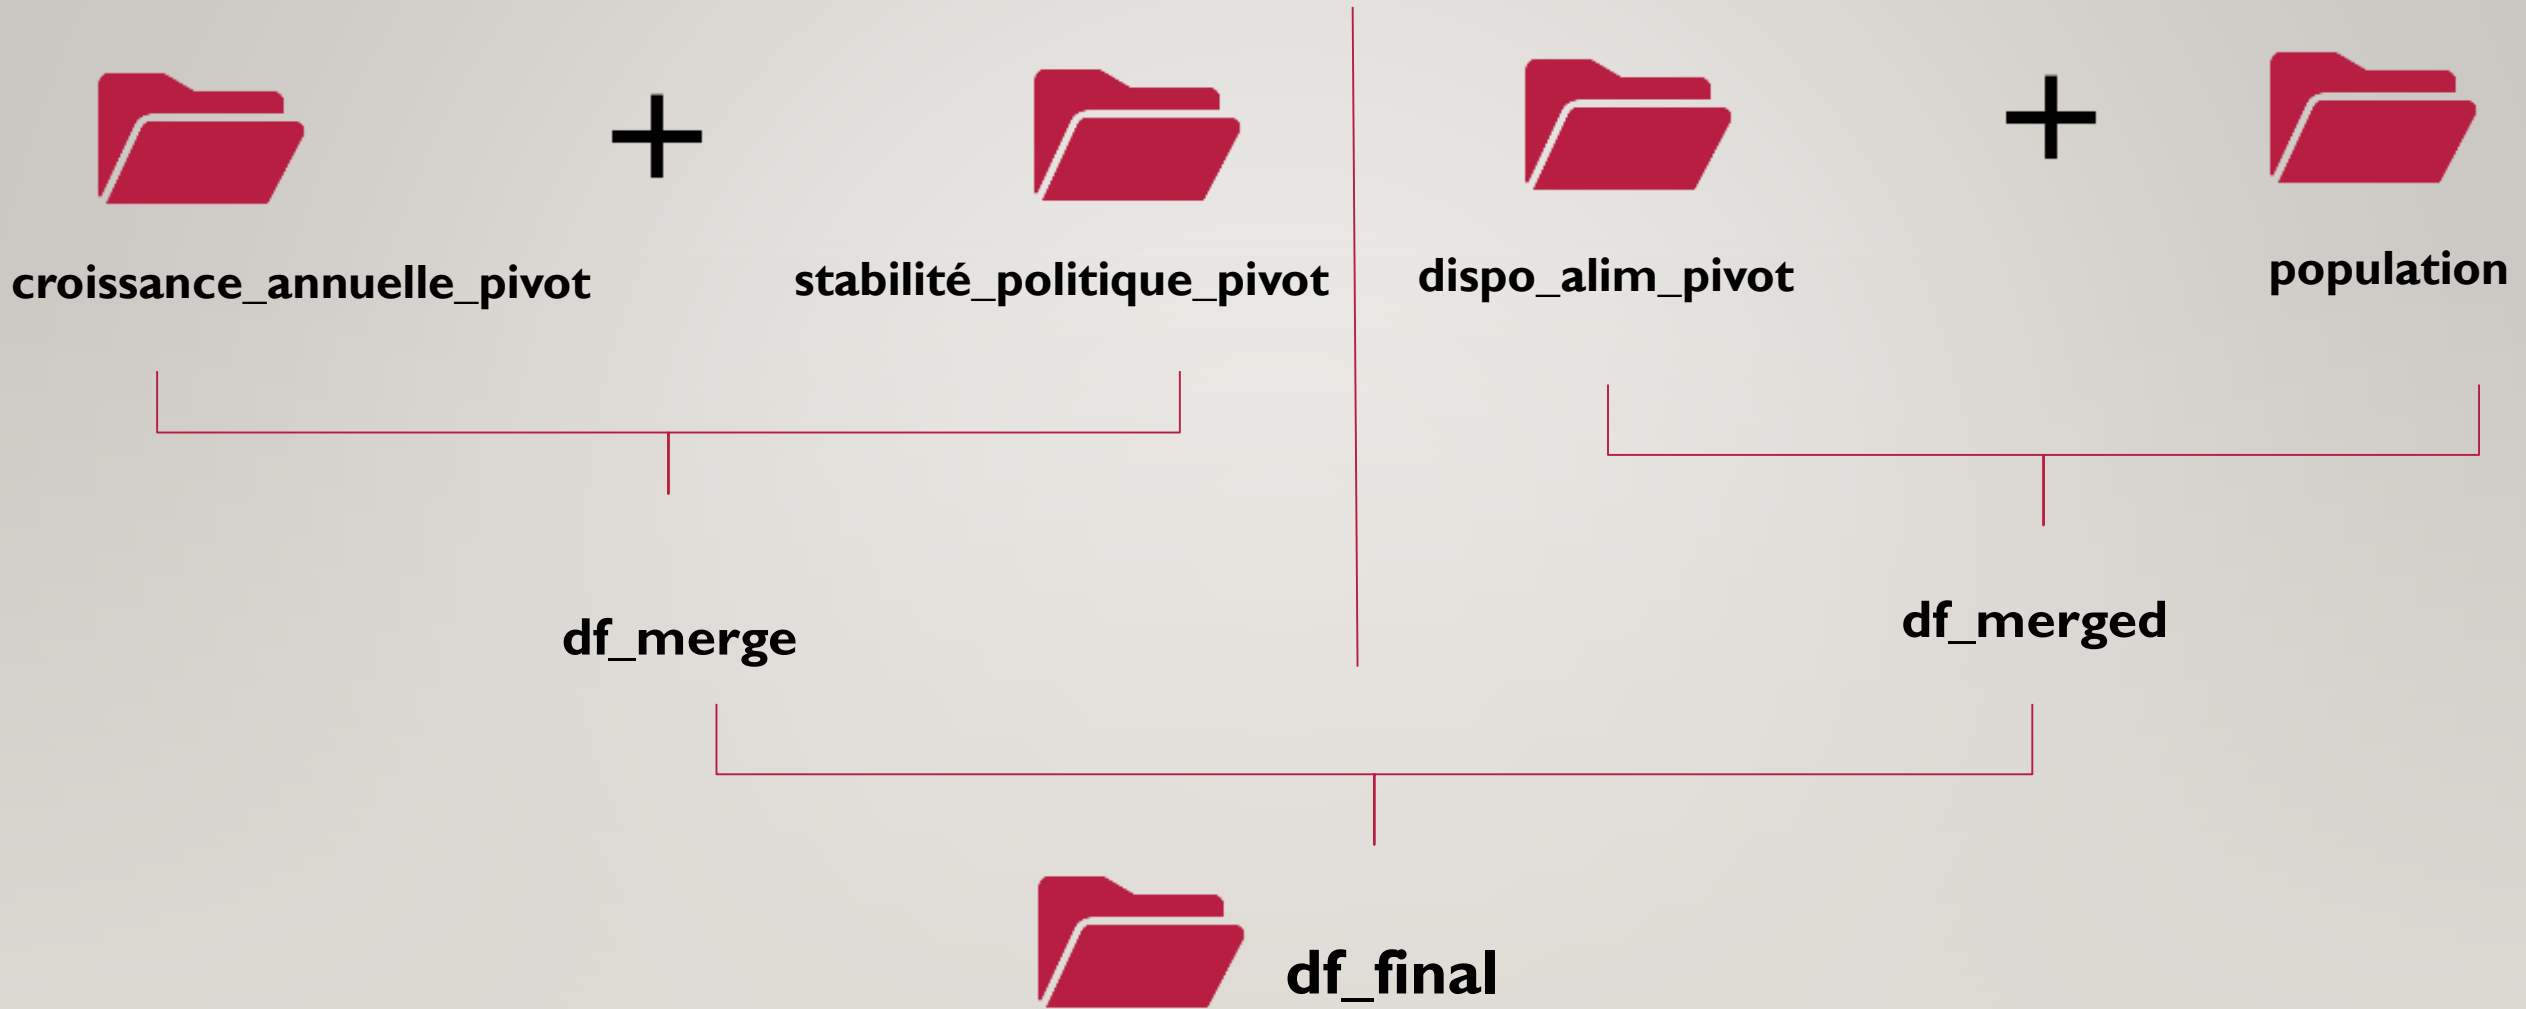 +
+
croissance_annuelle_pivot
stabilité_politique_pivot
dispo_alim_pivot
population
df_merge
df_merged
df_final